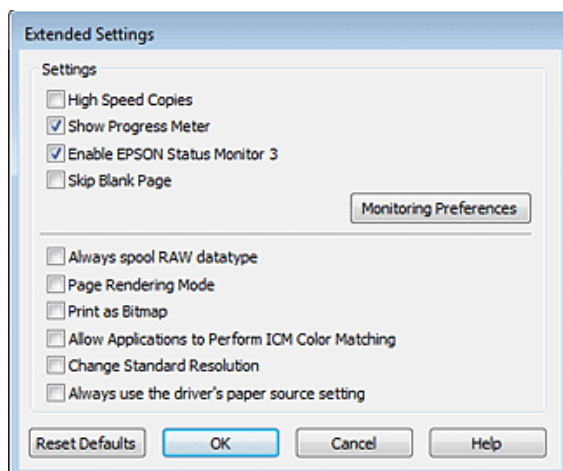 Extended Settings
Settings
High Speed Copies
Show Progress Meter
Enable EPSON Status Monitor 3
Skip Blank Page
Monitoring Preferences
Always spool RAW datatype
Page Rendering Mode
Print as Bitmap
Allow Applications to Perform ICM Color Matching
Change Standard Resolution
Always use the driver's paper source setting
Reset Defaults OK Cancel Help